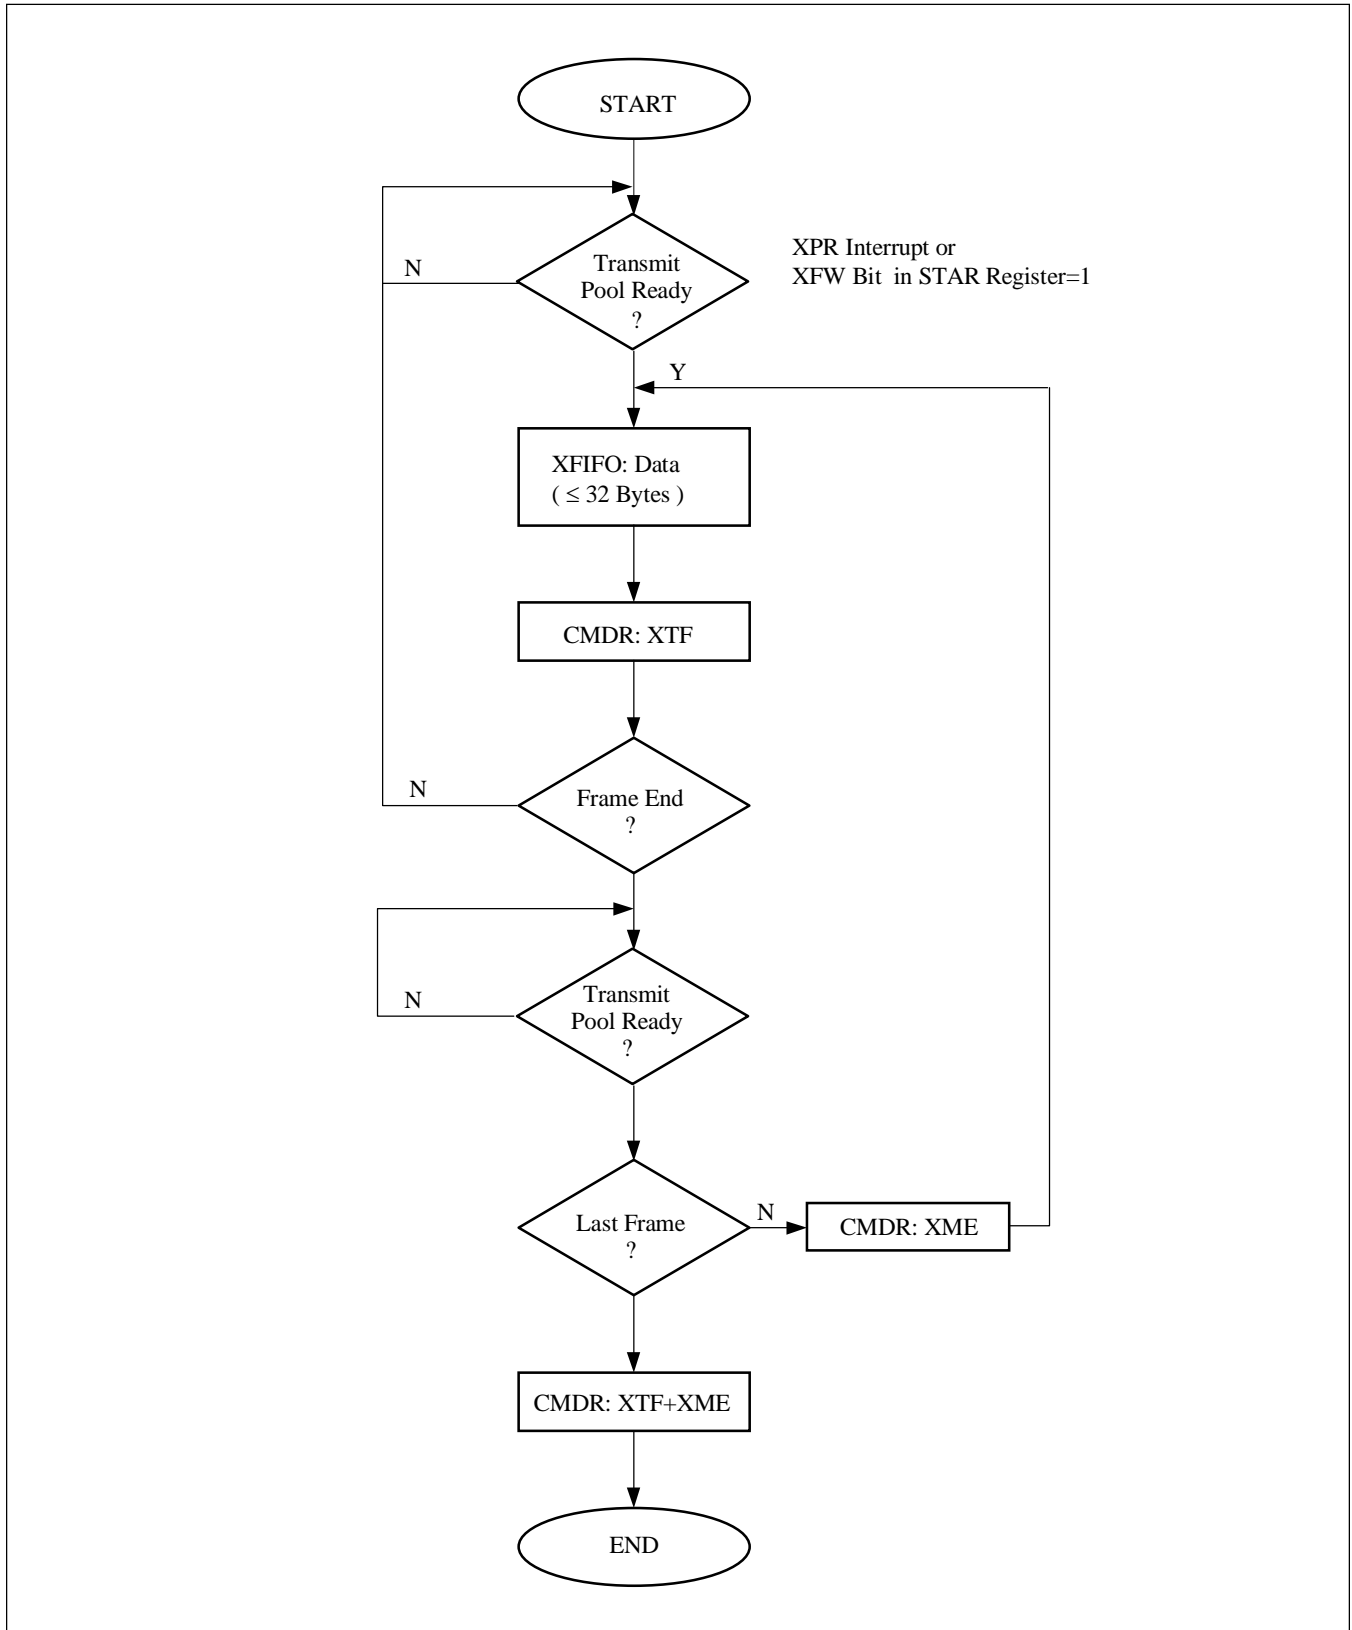 START
Transmit
Pool Ready
?
XPR Interrupt or
XFW Bit in STAR Register=1
N
Y
XFIFO: Data
( ≤ 32 Bytes )
CMDR: XTF
Frame End
?
N
Transmit
Pool Ready
?
N
Last Frame
?
N
CMDR: XME
CMDR: XTF+XME
END